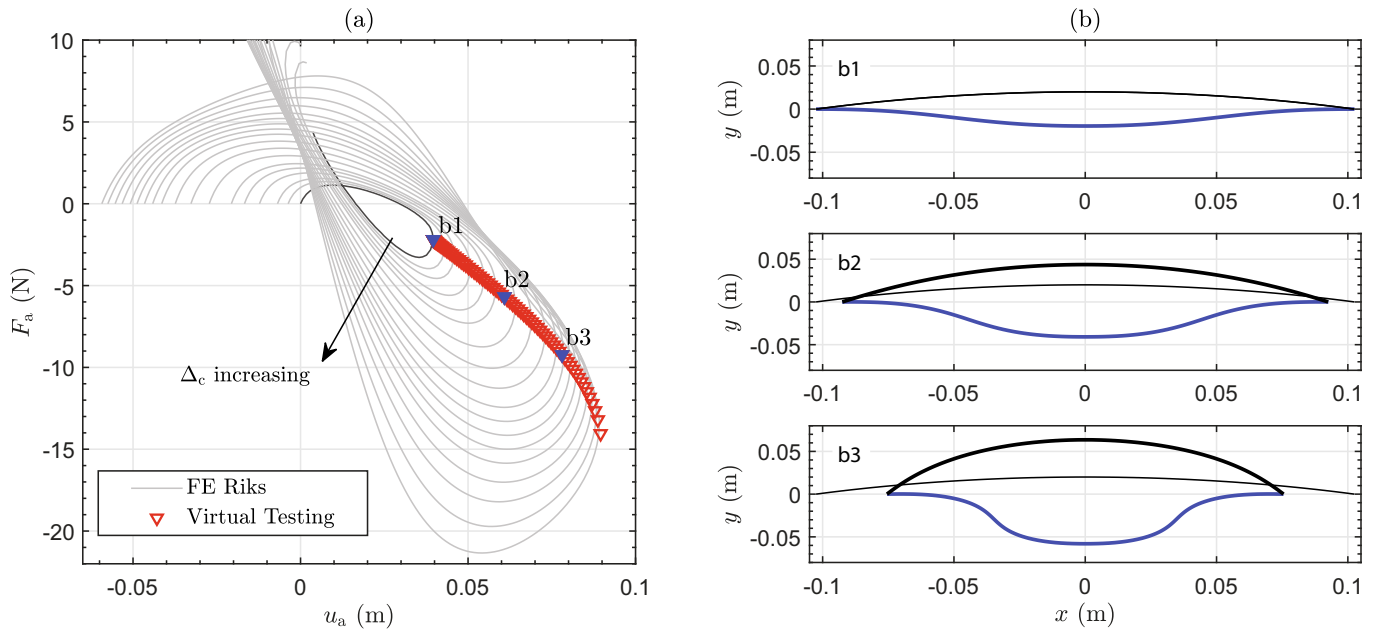 (a)
10
5
0
-5
-10
-15
-20
-0.05
0
0.05
0.1
F_a (N)
u_a (m)
b1
b2
b3
Δ_c increasing
FE Riks
Virtual Testing
(b)
b1
0.05
0
-0.05
y (m)
-0.1
-0.05
0
0.05
0.1
b2
0.05
0
-0.05
y (m)
-0.1
-0.05
0
0.05
0.1
b3
0.05
0
-0.05
y (m)
-0.1
-0.05
0
0.05
0.1
x (m)